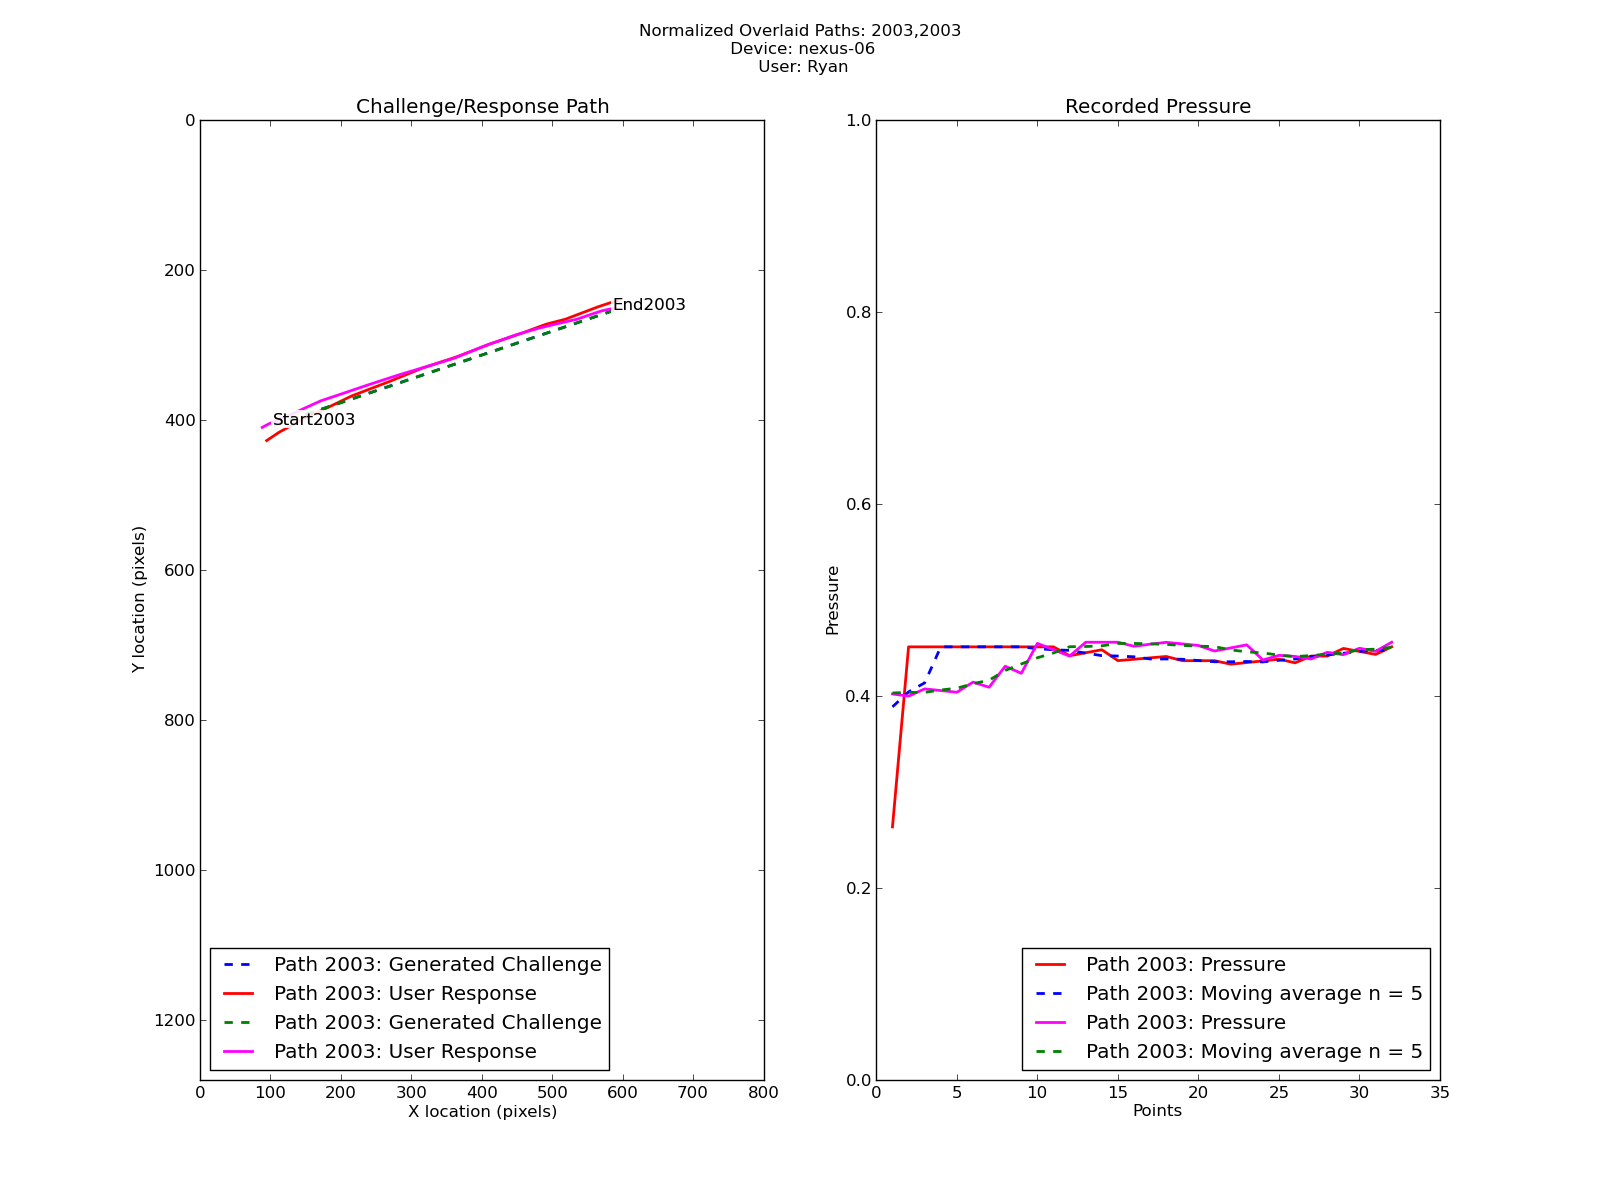 Normalized Overlaid Paths: 2003,2003
Device: nexus-06
User: Ryan
Challenge/Response Path
0
200
400
600
800
1000
1200
Y location (pixels)
Start2003
End2003
Path 2003: Generated Challenge
Path 2003: User Response
Path 2003: Generated Challenge
Path 2003: User Response
0 100 200 300 400 500 600 700 800
X location (pixels)
Recorded Pressure
1.0
0.8
0.6
0.4
0.2
0.0
Pressure
Path 2003: Pressure
Path 2003: Moving average n = 5
Path 2003: Pressure
Path 2003: Moving average n = 5
0 5 10 15 20 25 30 35
Points